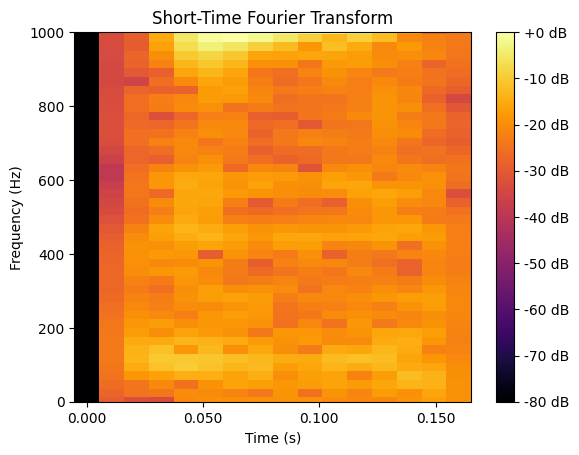 Short-Time Fourier Transform
1000
800
600
400
200
0
Frequency (Hz)
0.000
0.050
0.100
0.150
Time (s)
+0 dB
-10 dB
-20 dB
-30 dB
-40 dB
-50 dB
-60 dB
-70 dB
-80 dB